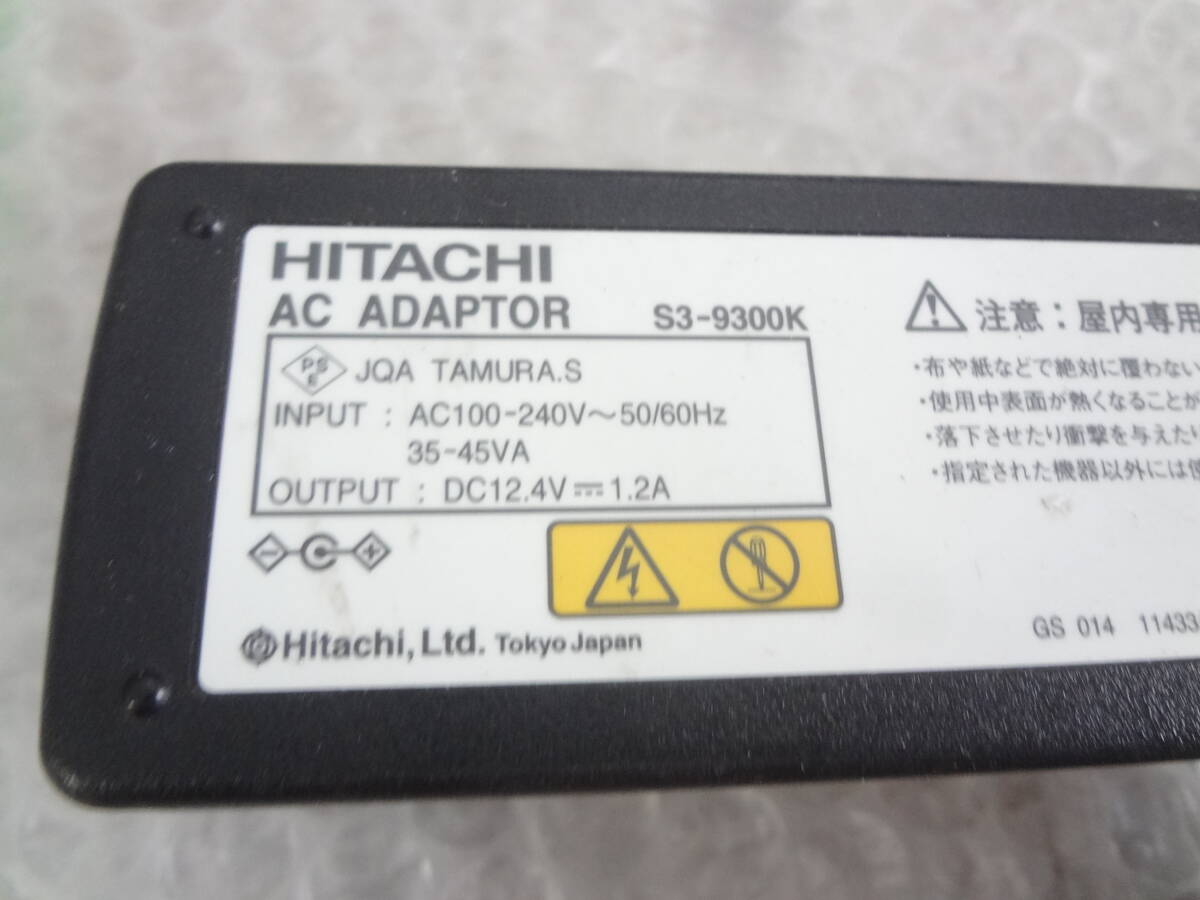 HITACHI
AC ADAPTOR S3-9300K
PSE JQA TAMURA.S
INPUT : AC100-240V～50/60Hz
35-45VA
OUTPUT : DC12.4V⎓1.2A
Hitachi, Ltd. Tokyo Japan
注意：屋内専用
・布や紙などで絶対に覆わない
・使用中表面が熱くなることが
・落下させたり衝撃を与えたり
・指定された機器以外には使
GS 014 11433